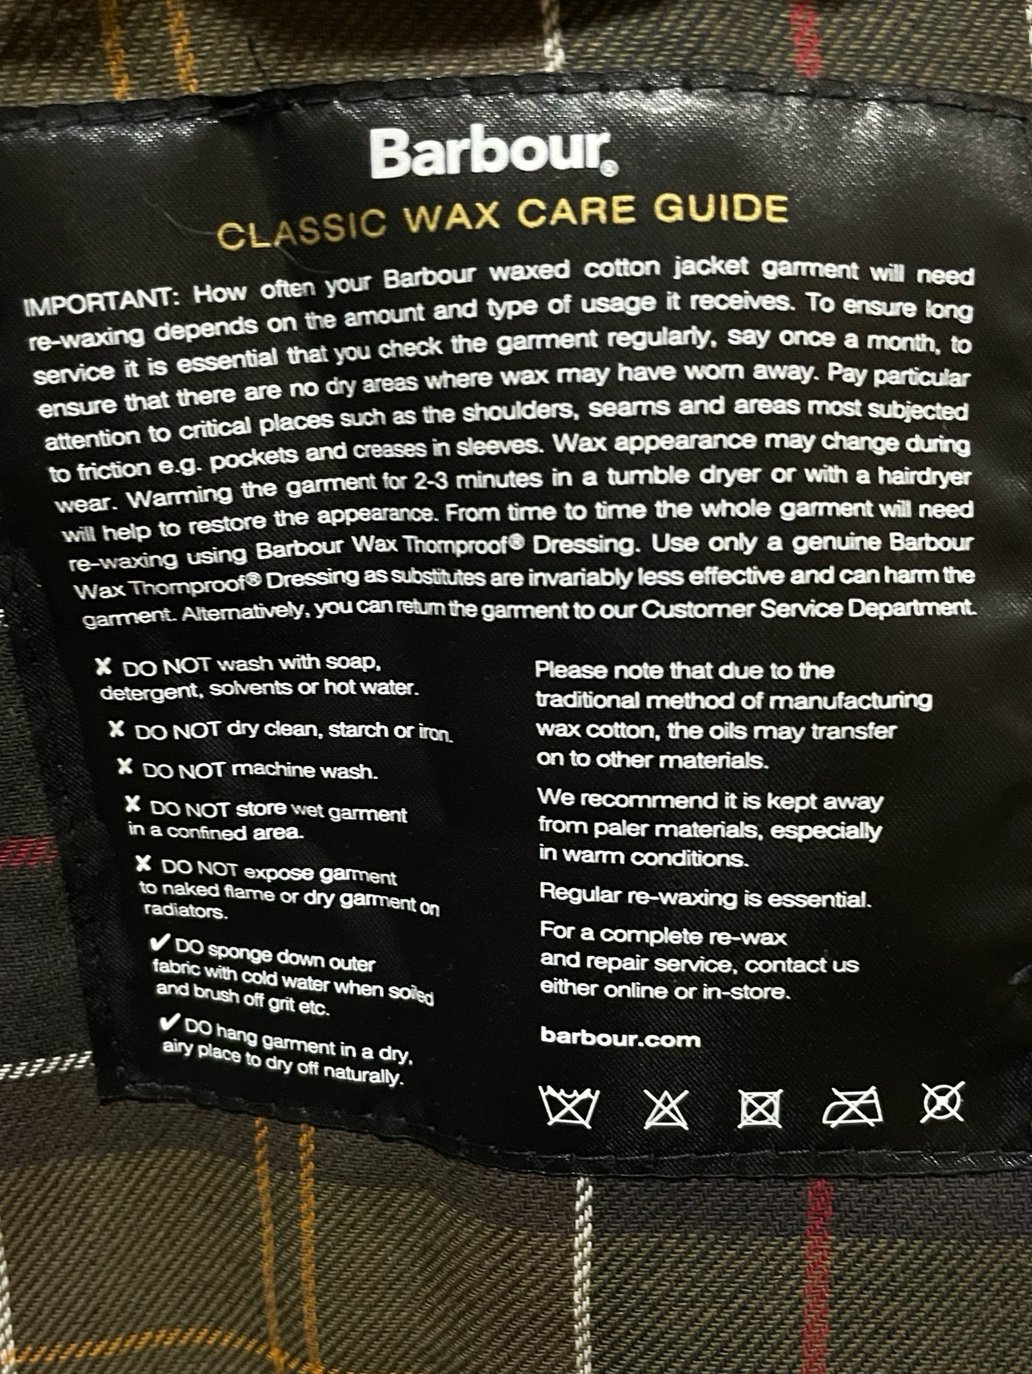 Barbour®
CLASSIC WAX CARE GUIDE
IMPORTANT: How often your Barbour waxed cotton jacket garment will need
re-waxing depends on the amount and type of usage it receives. To ensure long
service it is essential that you check the garment regularly, say once a month, to
ensure that there are no dry areas where wax may have worn away. Pay particular
attention to critical places such as the shoulders, seams and areas most subjected
to friction e.g. pockets and creases in sleeves. Wax appearance may change during
wear. Warming the garment for 2-3 minutes in a tumble dryer or with a hairdryer
will help to restore the appearance. From time to time the whole garment will need
re-waxing using Barbour Wax Thornproof® Dressing. Use only a genuine Barbour
Wax Thornproof® Dressing as substitutes are invariably less effective and can harm the
garment. Alternatively, you can return the garment to our Customer Service Department.
✗ DO NOT wash with soap,
detergent, solvents or hot water.
✗ DO NOT dry clean, starch or iron.
✗ DO NOT machine wash.
✗ DO NOT store wet garment
in a confined area.
✗ DO NOT expose garment
to naked flame or dry garment on
radiators.
✔ DO sponge down outer
fabric with cold water when soiled
and brush off grit etc.
✔ DO hang garment in a dry,
airy place to dry off naturally.
Please note that due to the
traditional method of manufacturing
wax cotton, the oils may transfer
on to other materials.
We recommend it is kept away
from paler materials, especially
in warm conditions.
Regular re-waxing is essential.
For a complete re-wax
and repair service, contact us
either online or in-store.
barbour.com